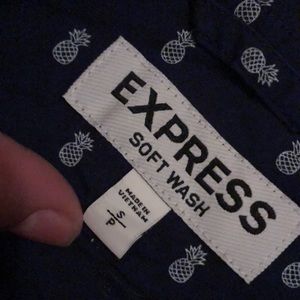 EXPRESS
SOFT WASH
MADE IN
VIETNAM
S
P